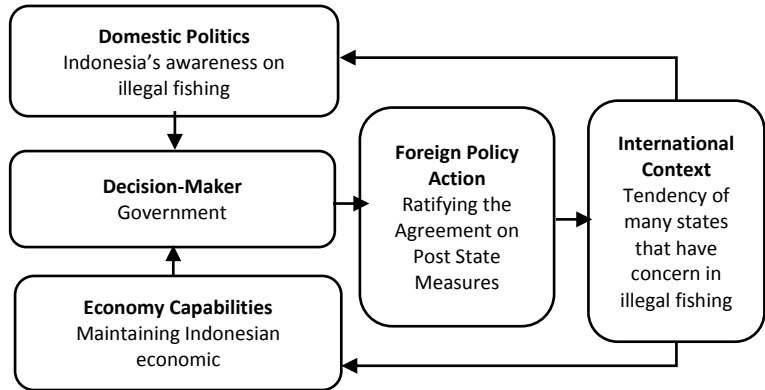 Domestic Politics
Indonesia’s awareness on
illegal fishing
Decision-Maker
Government
Economy Capabilities
Maintaining Indonesian
economic
Foreign Policy
Action
Ratifying the
Agreement on
Post State
Measures
International
Context
Tendency of
many states
that have
concern in
illegal fishing